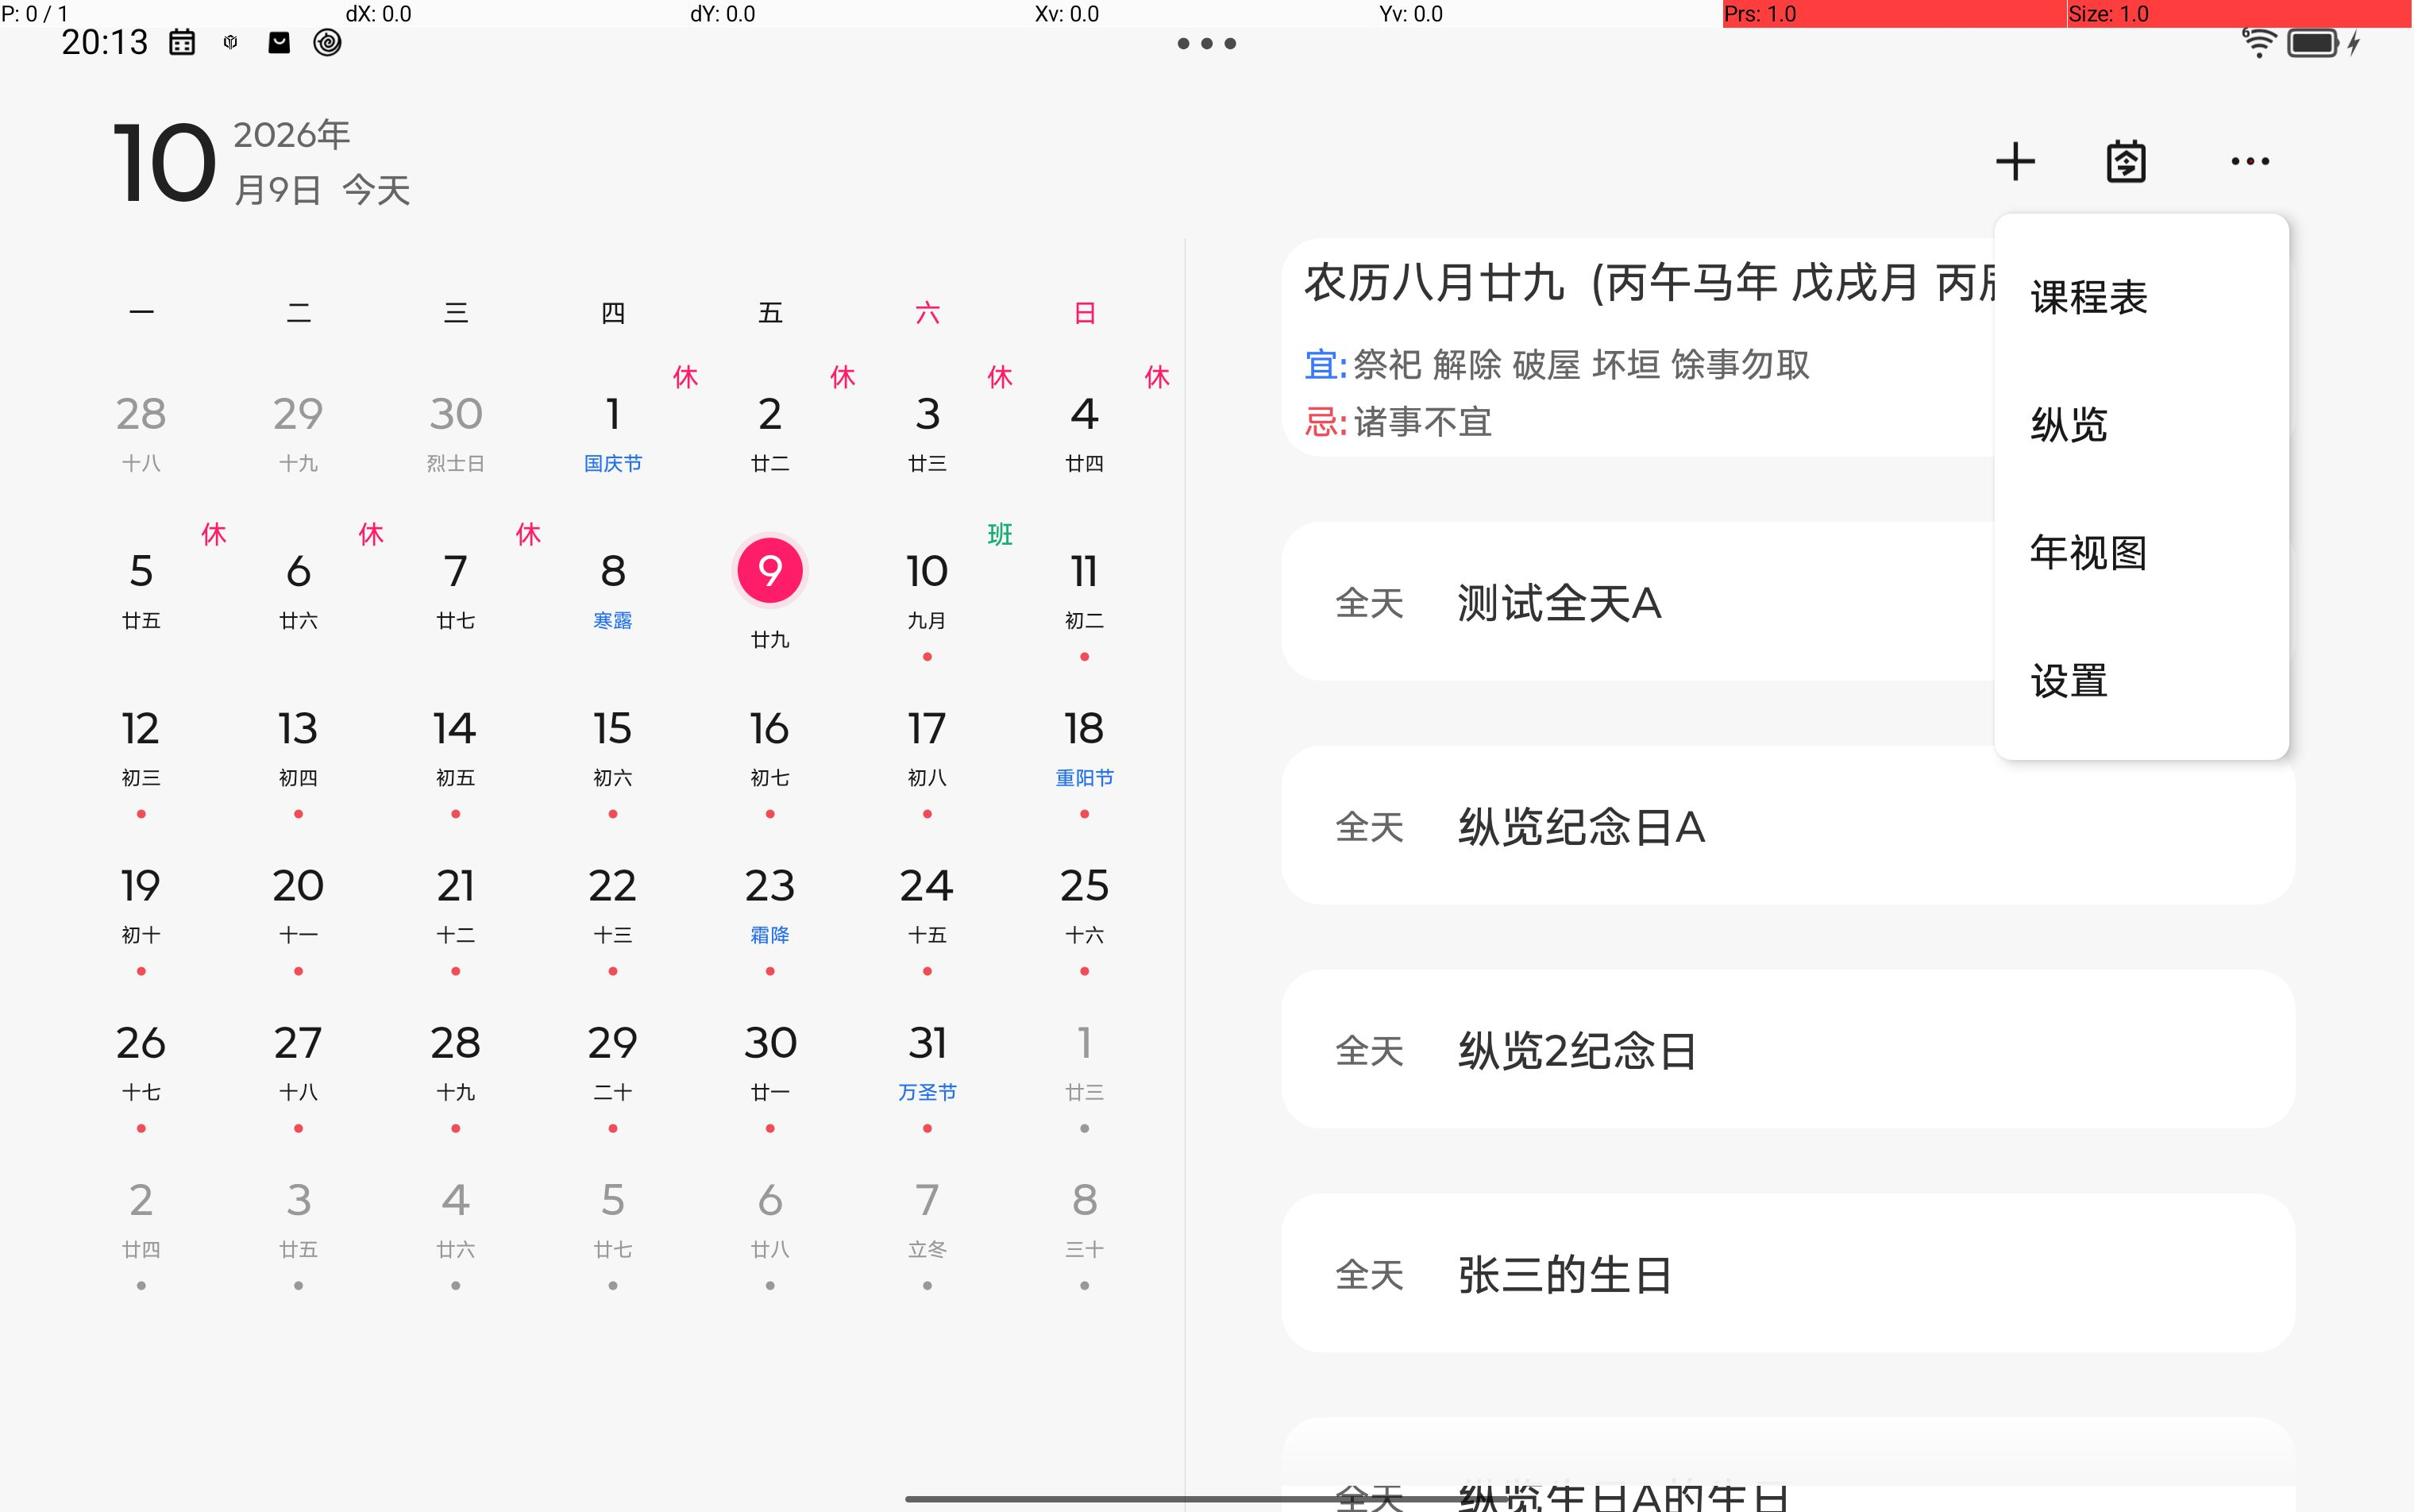 P: 0 / 1 dX: 0.0 dY: 0.0 Xv: 0.0 Yv: 0.0 Prs: 1.0 Size: 1.0
20:13
6
10
2026年
月9日 今天
今
一 二 三 四 五 六 日
休 休 休 休
28 29 30 1 2 3 4
十八 十九 烈士日 国庆节 廿二 廿三 廿四
休 休 休 班
5 6 7 8 9 10 11
廿五 廿六 廿七 寒露 廿九 九月 初二
12 13 14 15 16 17 18
初三 初四 初五 初六 初七 初八 重阳节
19 20 21 22 23 24 25
初十 十一 十二 十三 霜降 十五 十六
26 27 28 29 30 31 1
十七 十八 十九 二十 廿一 万圣节 廿三
2 3 4 5 6 7 8
廿四 廿五 廿六 廿七 廿八 立冬 三十
农历八月廿九 (丙午马年 戊戌月 丙
宜: 祭祀 解除 破屋 坏垣 馀事勿取
忌: 诸事不宜
全天 测试全天A
全天 纵览纪念日A
全天 纵览2纪念日
全天 张三的生日
全天 纵览生日A的生日
课程表
纵览
年视图
设置